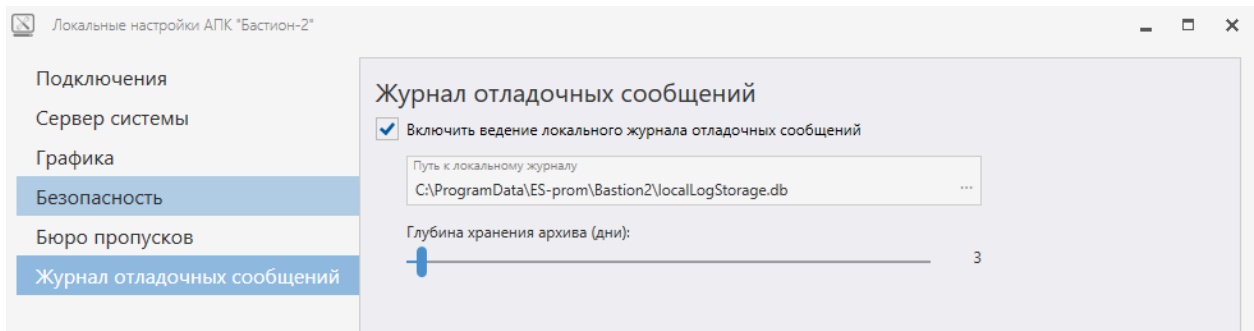 Локальные настройки АПК "Бастион-2"
Подключения
Сервер системы
Графика
Безопасность
Бюро пропусков
Журнал отладочных сообщений
Журнал отладочных сообщений
Включить ведение локального журнала отладочных сообщений
Путь к локальному журналу
C:\ProgramData\ES-prom\Bastion2\localLogStorage.db
...
Глубина хранения архива (дни):
3